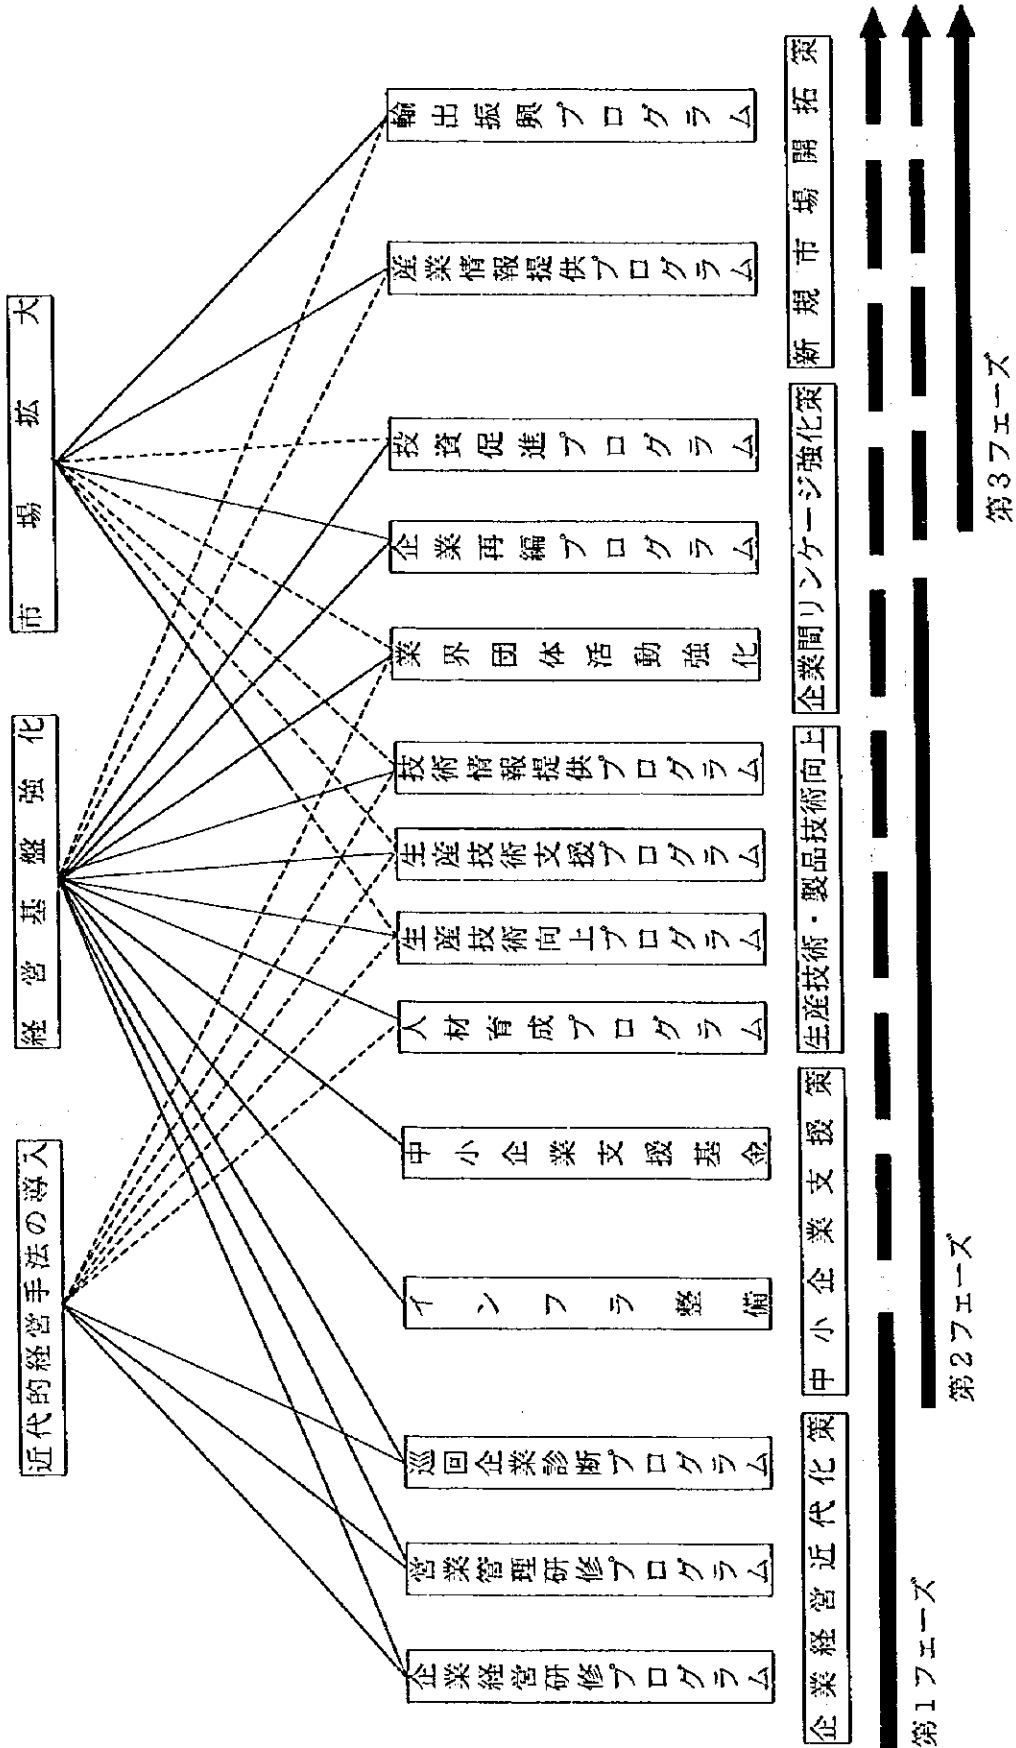 近代的経営手法の導入
経営基盤強化
市場拡大
企業経営研修プログラム
営業管理研修プログラム
巡回企業診断プログラム
インフラ整備
中小企業支援基金
人材育成プログラム
生産技術向上プログラム
生産技術支援プログラム
技術情報提供プログラム
業界団体活動強化
企業再編プログラム
投資促進プログラム
産業情報提供プログラム
輸出振興プログラム
企業経営近代化策
中小企業支援策
生産技術・製品技術向上
企業間リンケージ強化策
新規市場開拓策
第1フェーズ
第2フェーズ
第3フェーズ